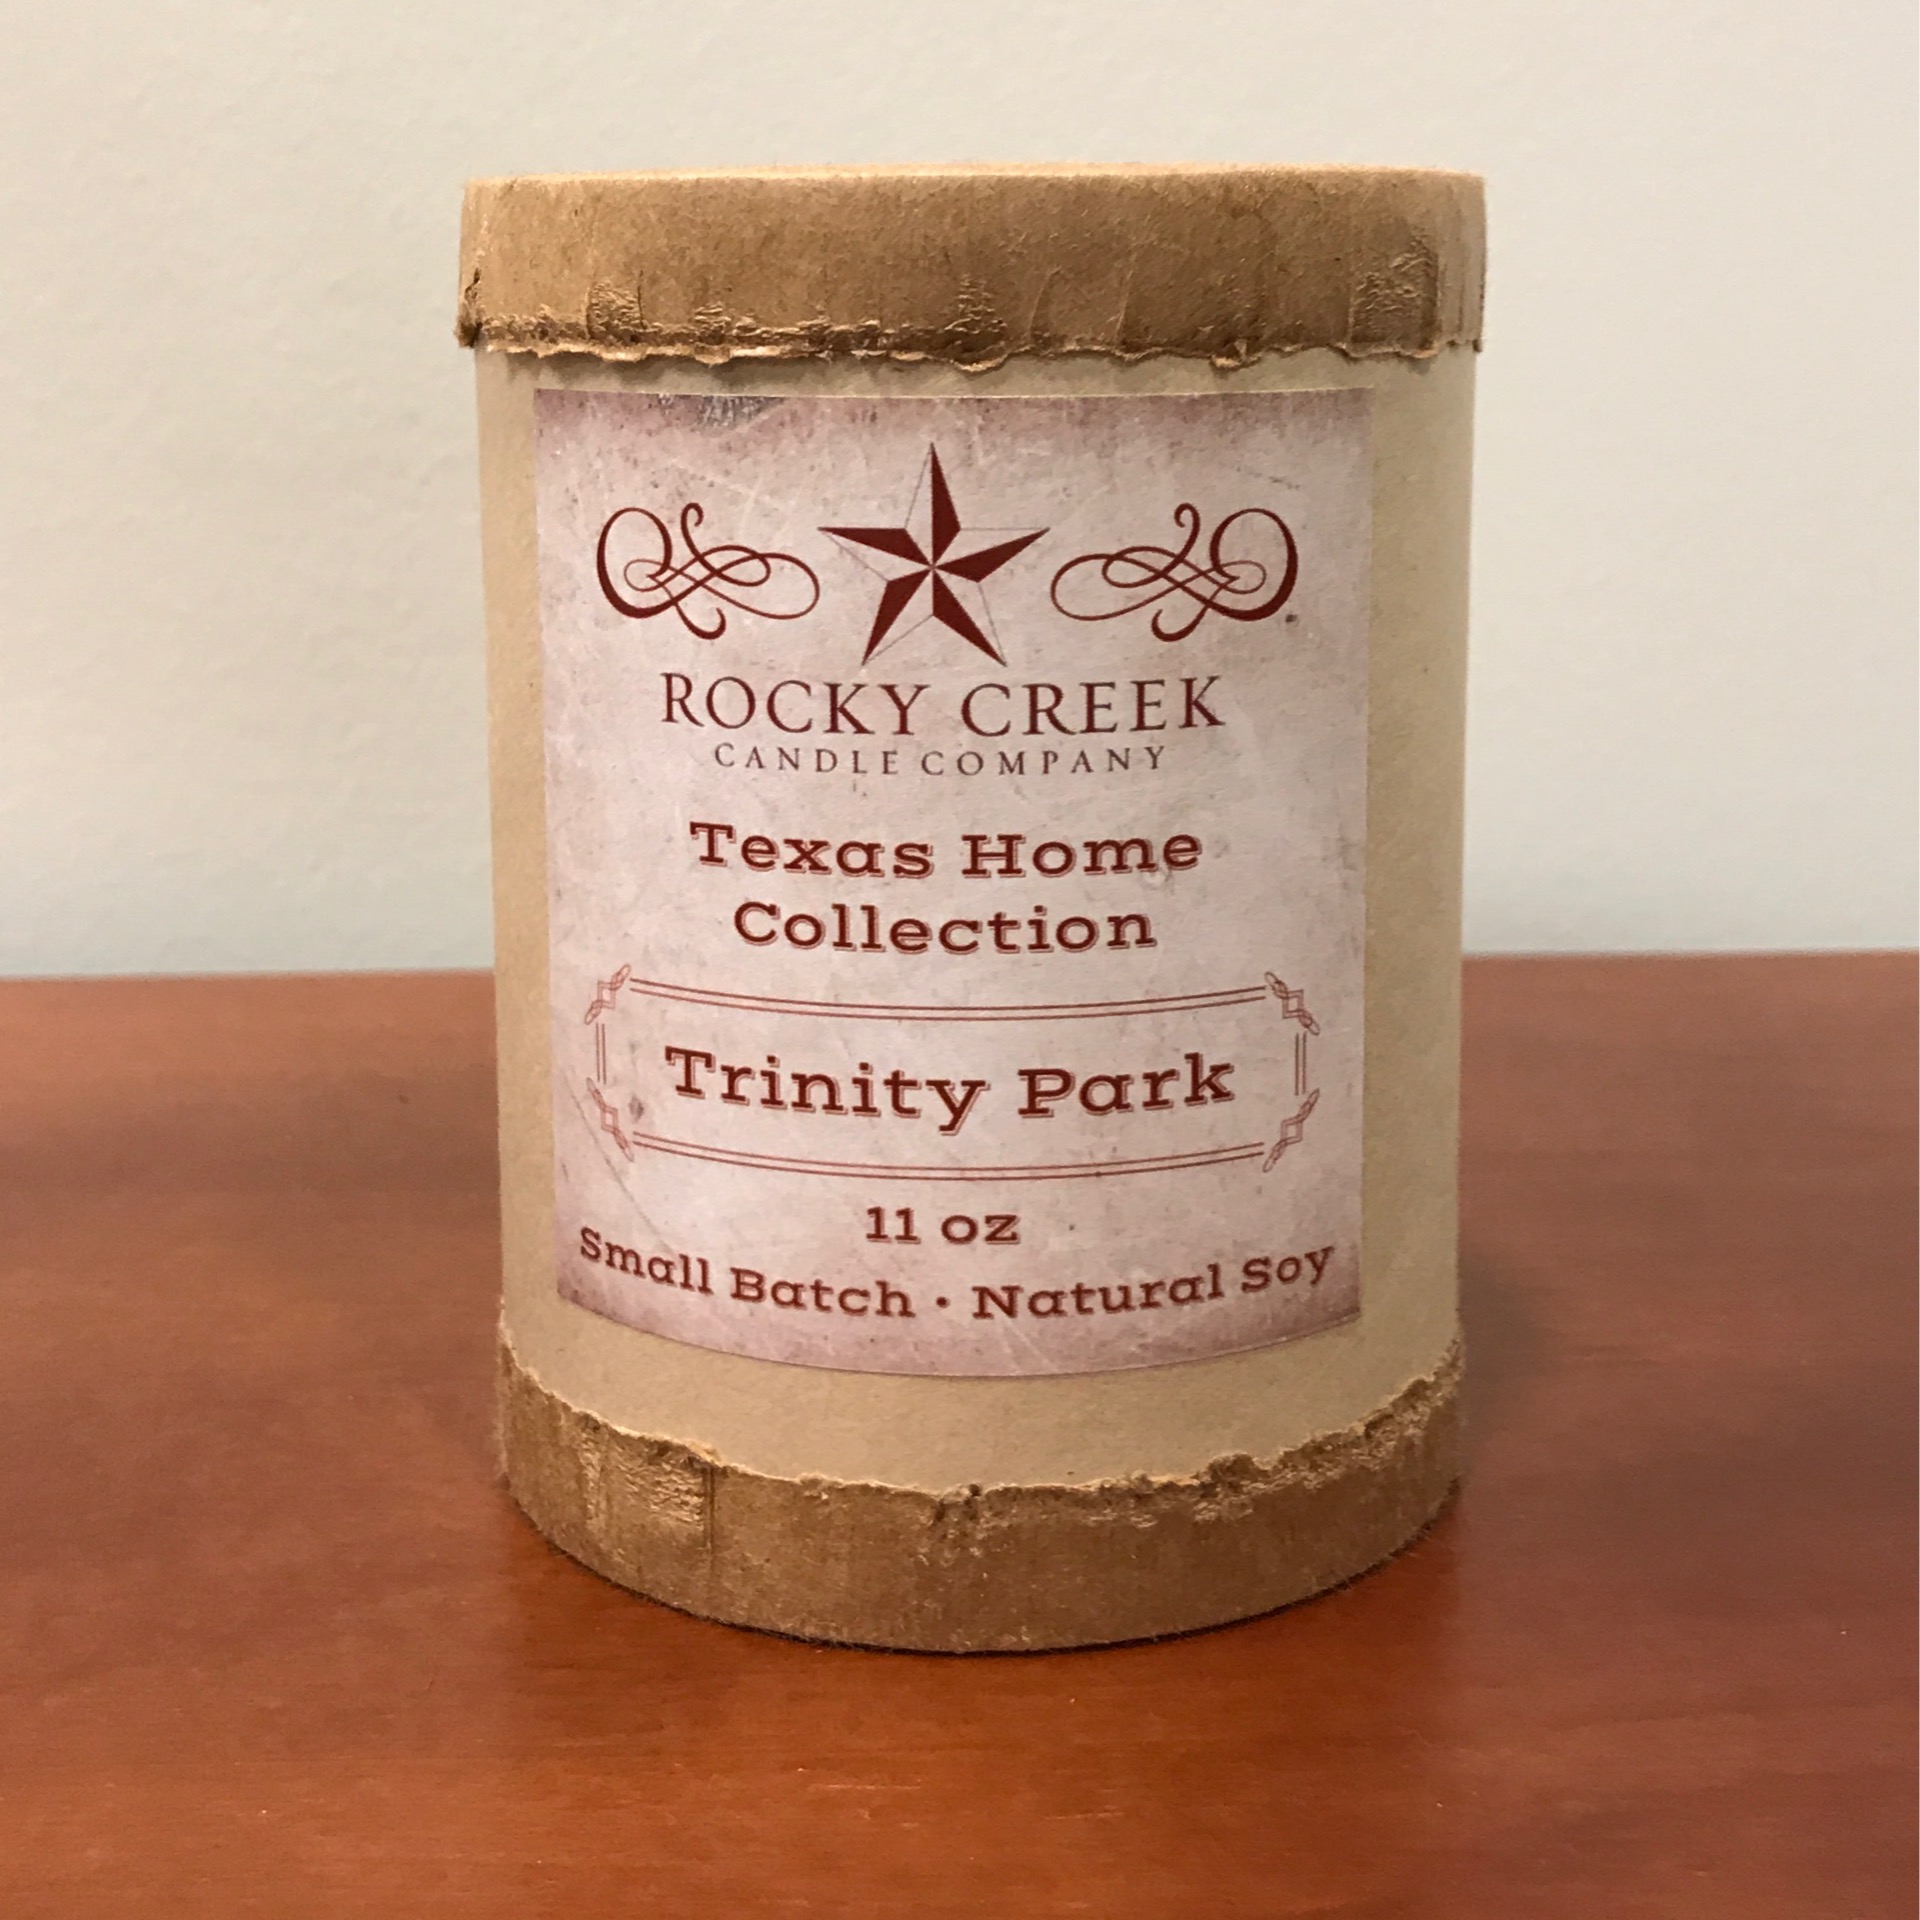 ROCKY CREEK
CANDLE COMPANY
Texas Home
Collection
Trinity Park
11 oz
Small Batch • Natural Soy